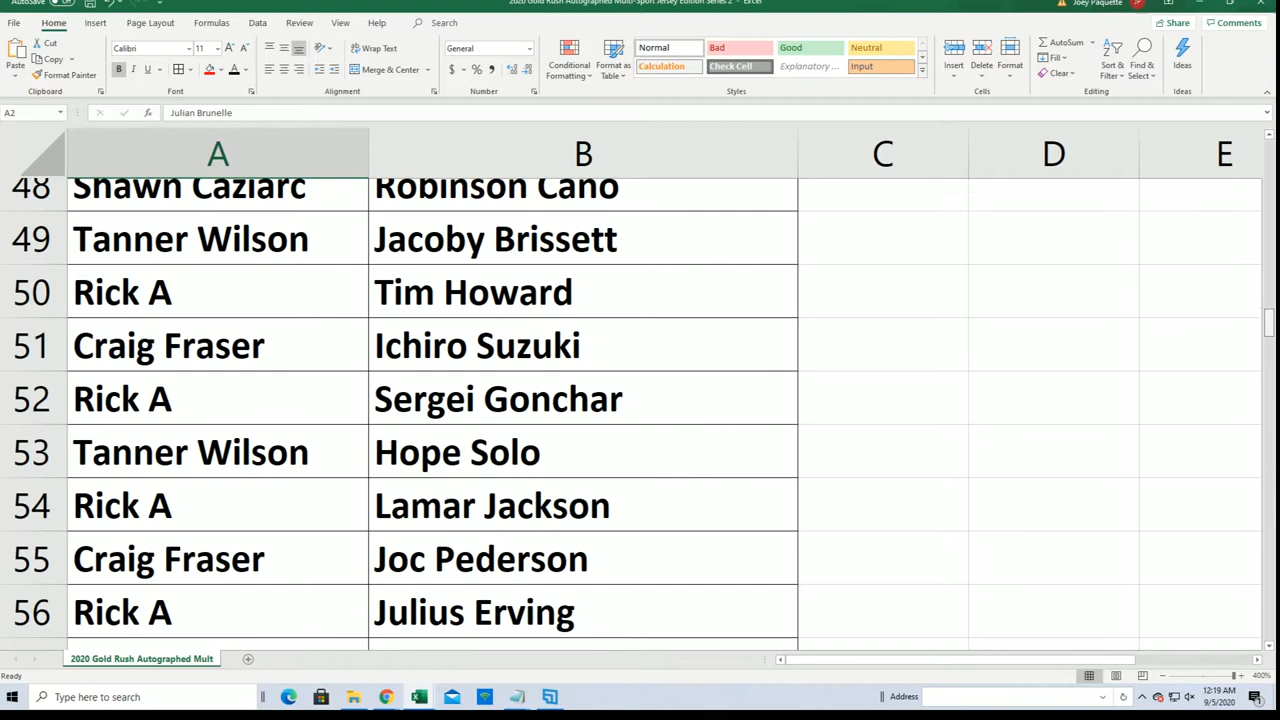 AutoSave
2020 Gold Rush Autographed Multi-Sport Jersey Edition Series 2 - Excel
Joey Paquette
JP
File Home Insert Page Layout Formulas Data Review View Help Search Share Comments
Paste Cut Copy Format Painter Clipboard
Calibri 11 B I U A A A Font
Wrap Text Merge & Center Alignment
General $ % Number
Conditional Formatting Format as Table
Normal Bad Good Neutral
Calculation Check Cell Explanatory ... Input
Styles
Insert Delete Format Cells
AutoSum Fill Clear Sort & Filter Find & Select Editing
Ideas Ideas
A2 fx Julian Brunelle
A B C D E
48 Shawn Caziarc Robinson Cano
49 Tanner Wilson Jacoby Brissett
50 Rick A Tim Howard
51 Craig Fraser Ichiro Suzuki
52 Rick A Sergei Gonchar
53 Tanner Wilson Hope Solo
54 Rick A Lamar Jackson
55 Craig Fraser Joc Pederson
56 Rick A Julius Erving
2020 Gold Rush Autographed Mult
Ready 400%
Type here to search Address 12:19 AM
9/5/2020